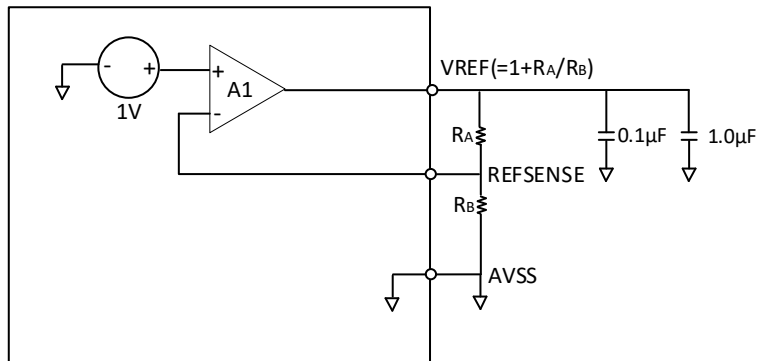 VREF(=1+RA/RB)
- +
+
A1
-
1V
RA
0.1µF
1.0µF
REFSENSE
RB
AVSS